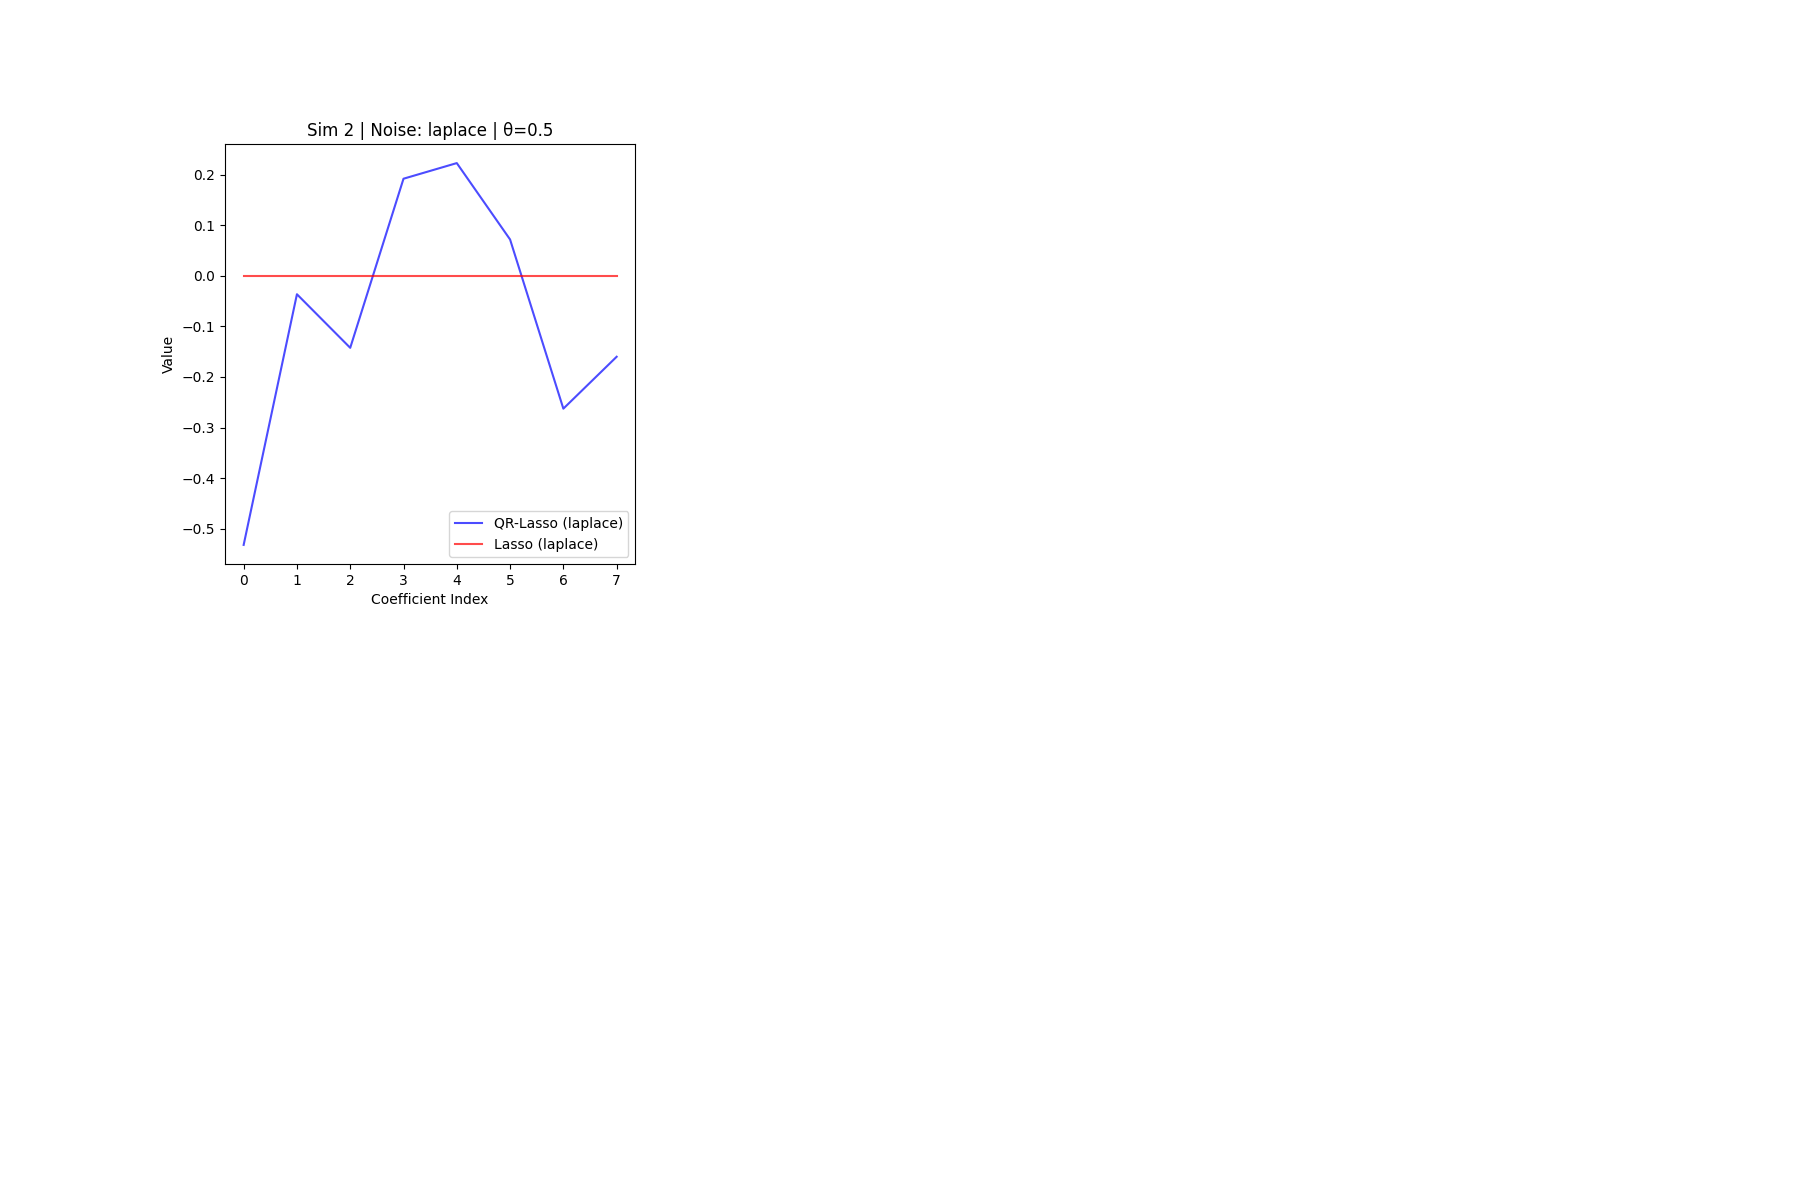 Sim 2 | Noise: laplace | θ=0.5
Value
0.2
0.1
0.0
−0.1
−0.2
−0.3
−0.4
−0.5
QR-Lasso (laplace)
Lasso (laplace)
0 1 2 3 4 5 6 7
Coefficient Index